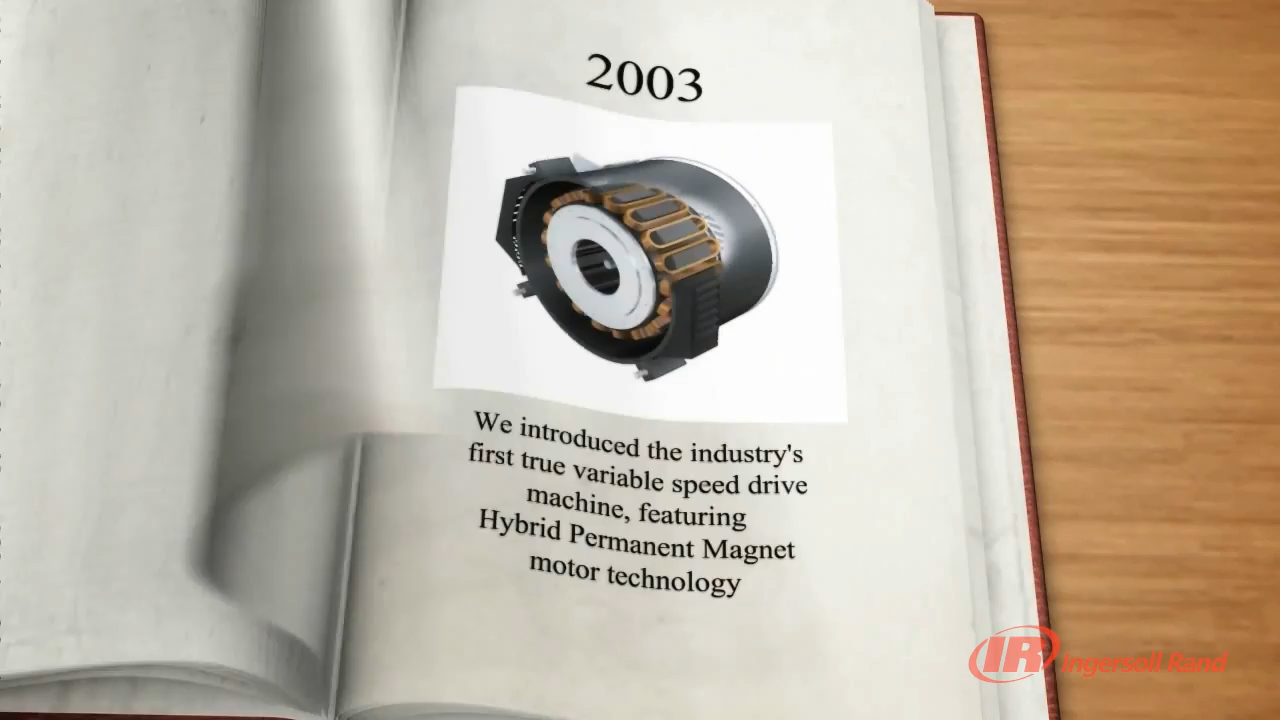 2003
We introduced the industry's
first true variable speed drive
machine, featuring
Hybrid Permanent Magnet
motor technology
IR Ingersoll Rand